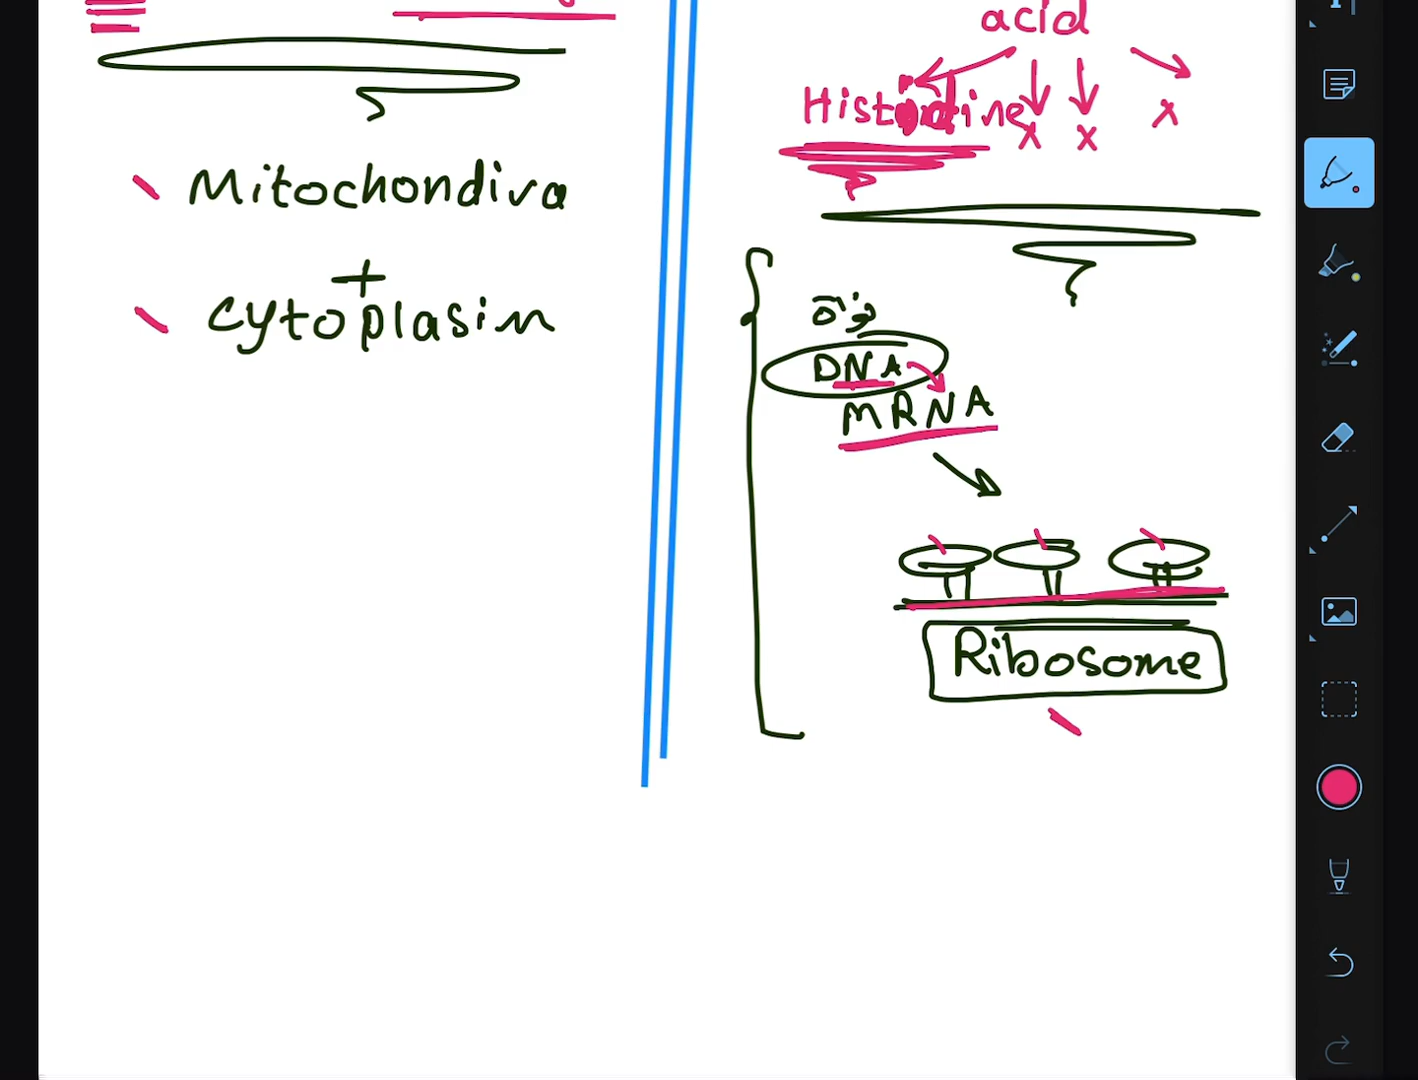 Mitochondira
+
cytoplasim
acid
Histidine
x x x
DNA
MRNA
Ribosome